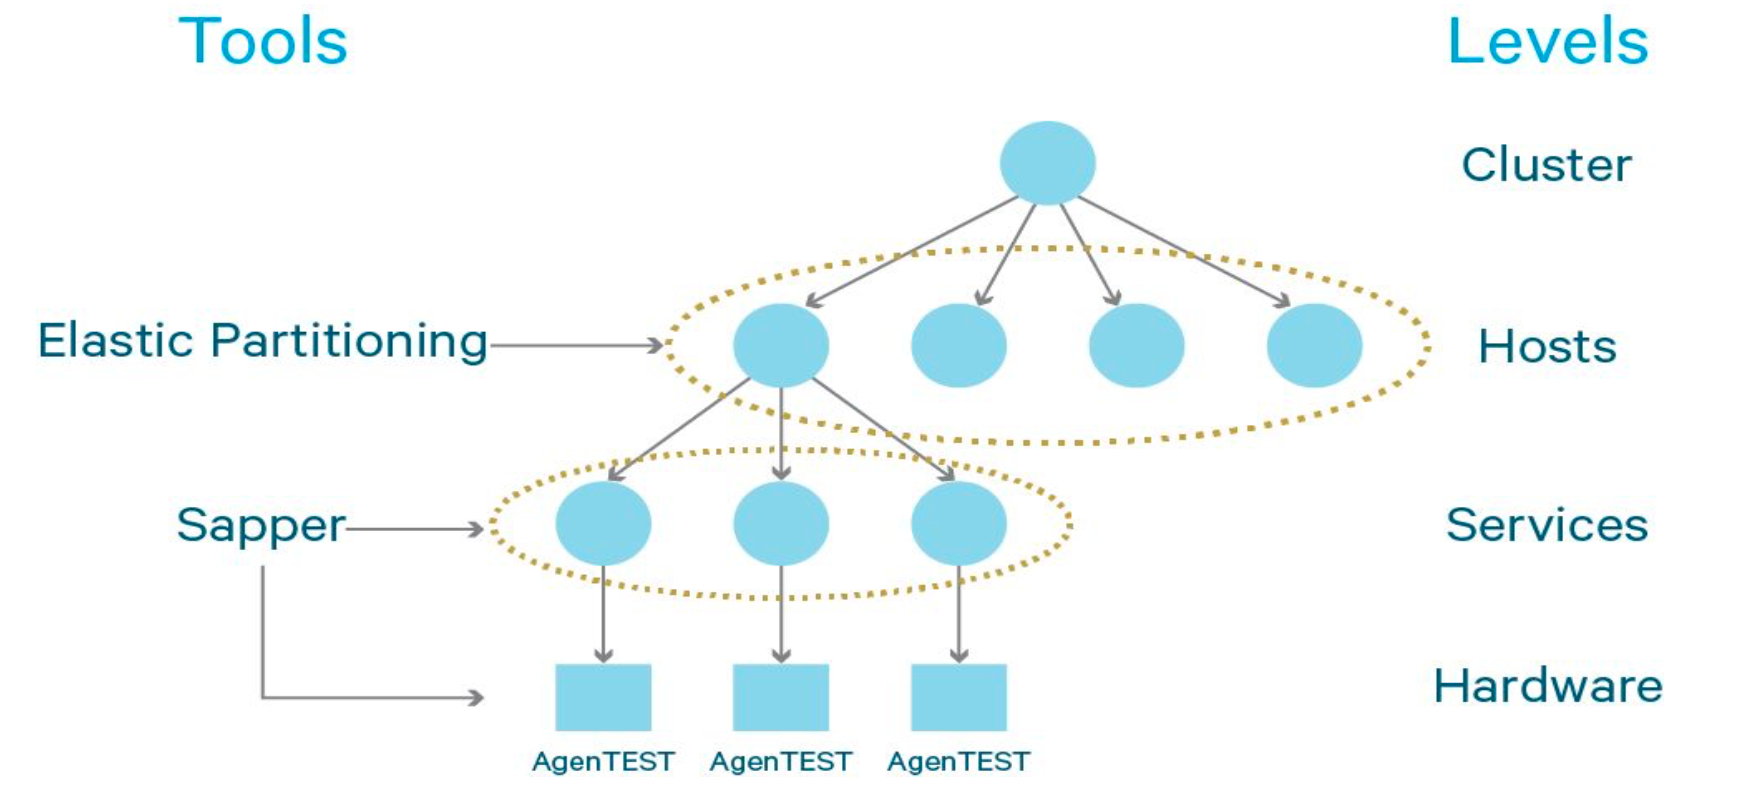 Tools
Levels
Cluster
Elastic Partitioning
Hosts
Sapper
Services
Hardware
AgenTEST AgenTEST AgenTEST